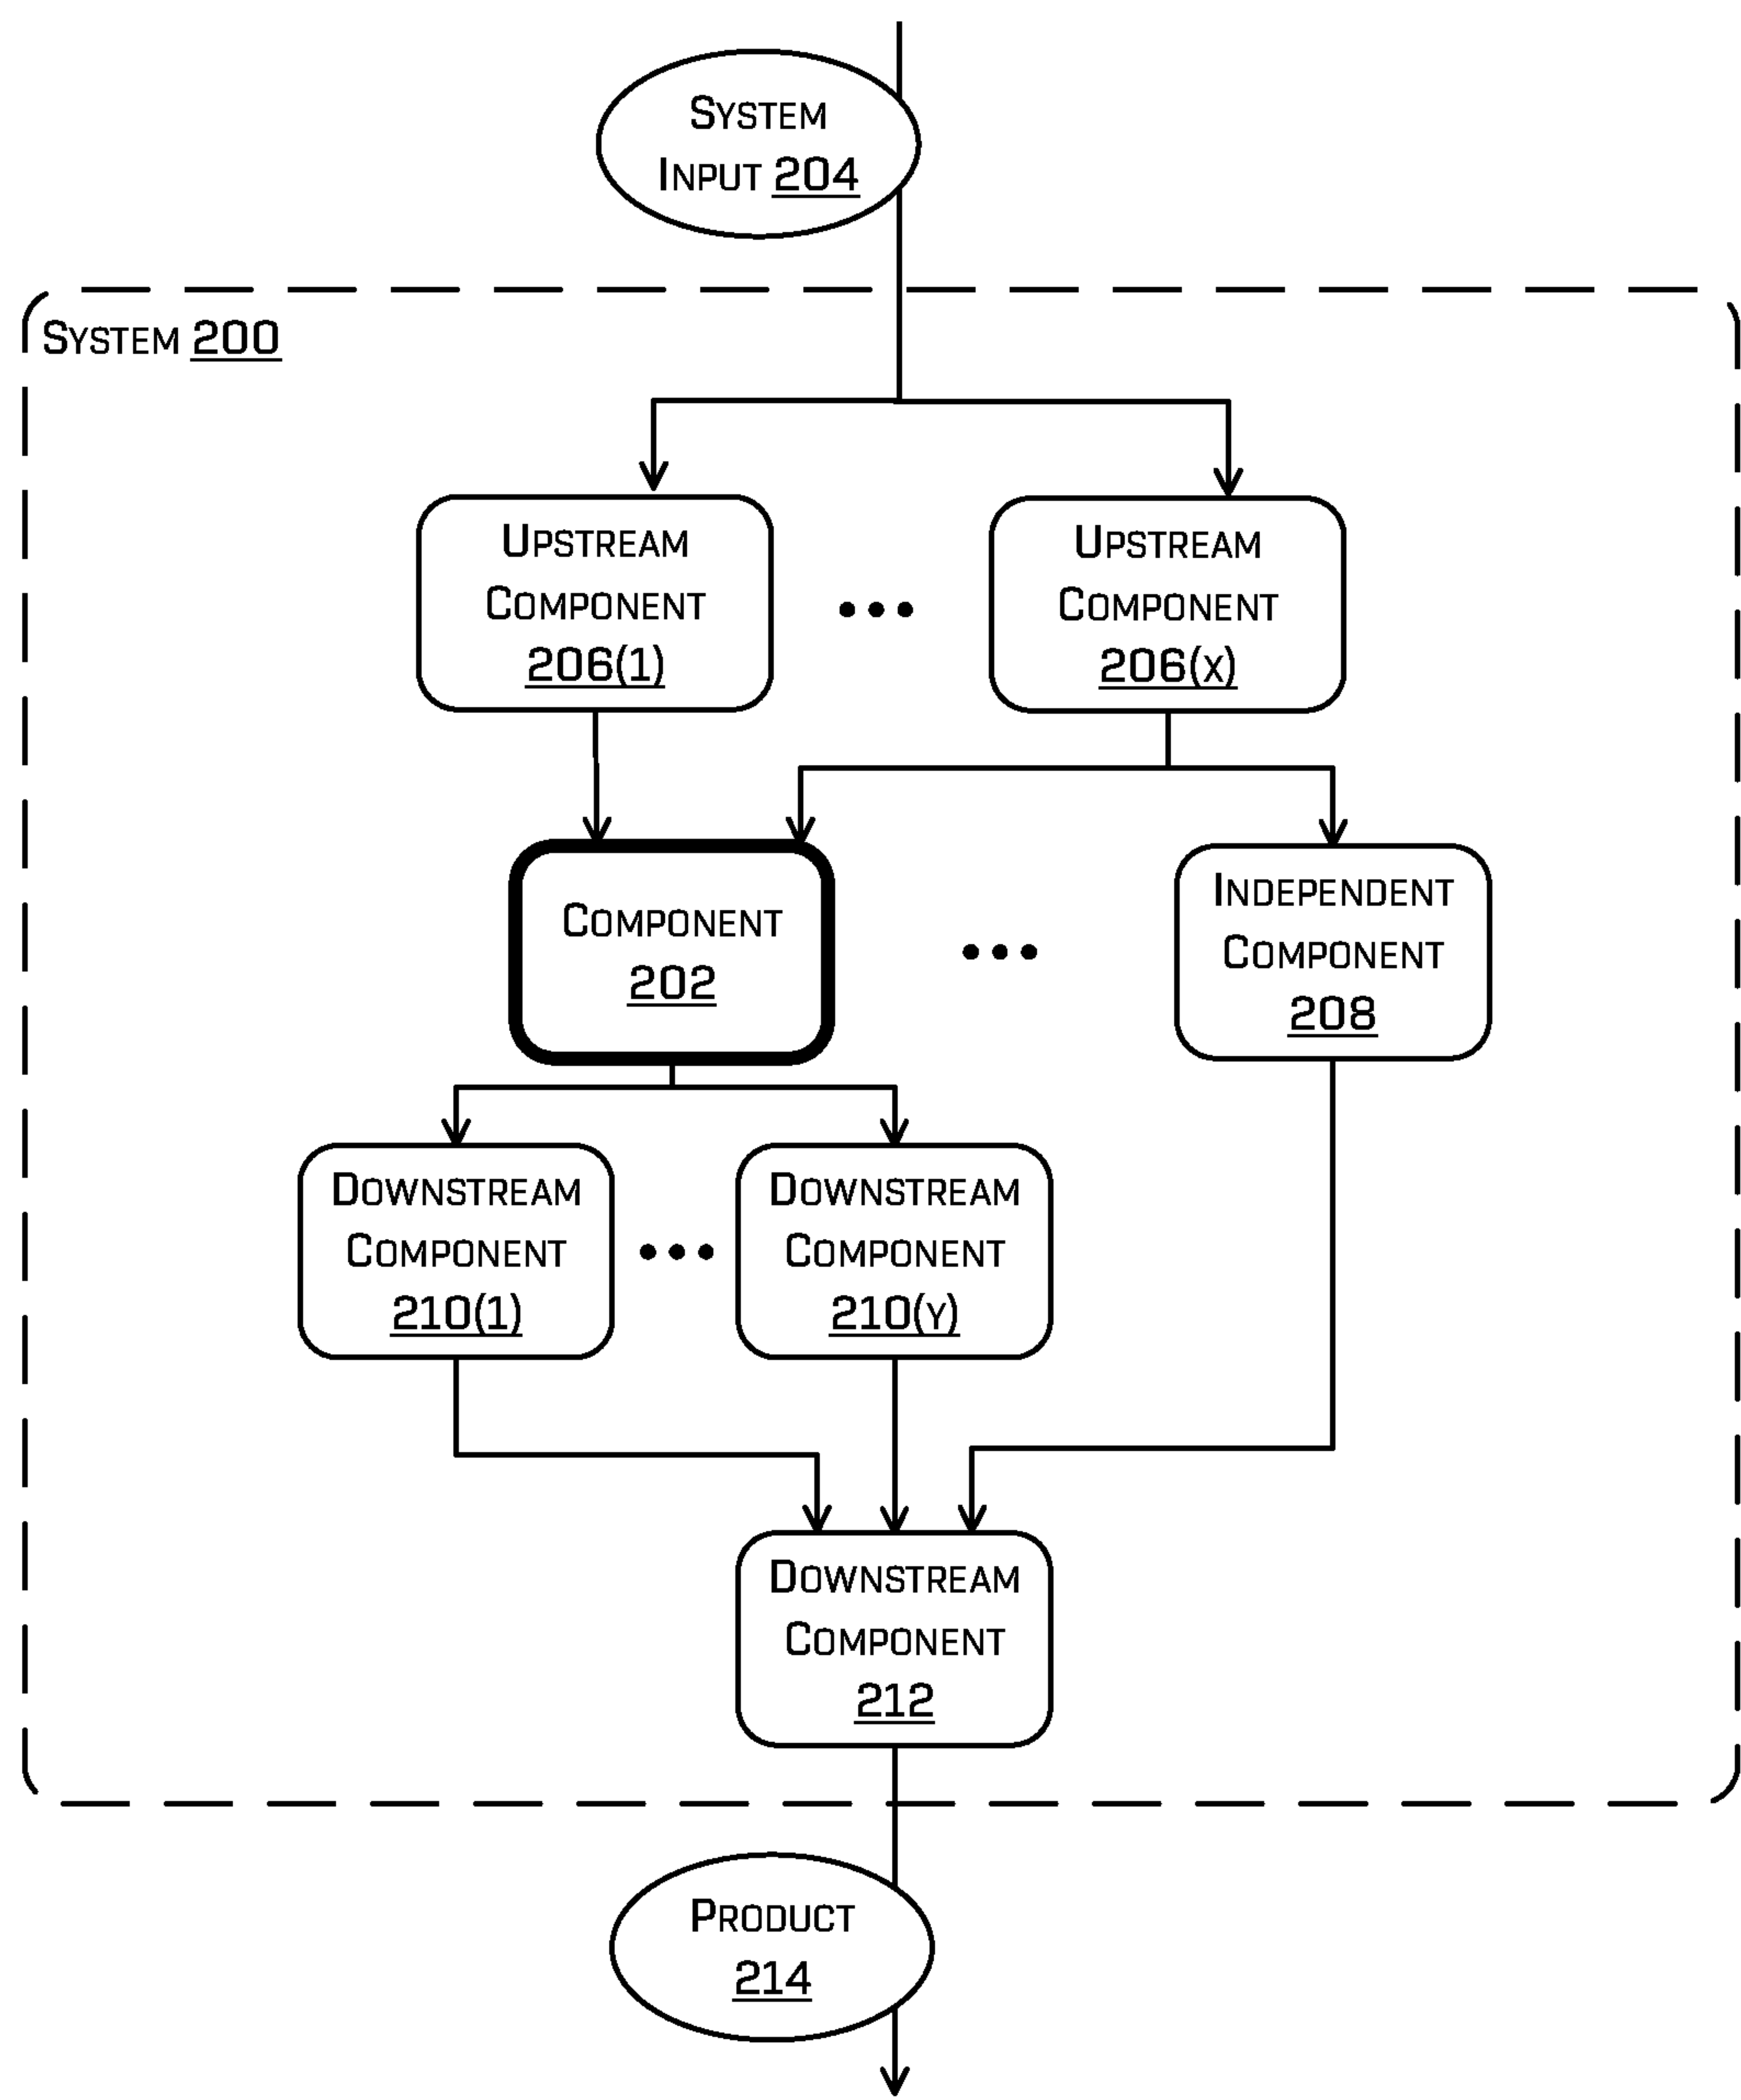 System
Input 204
System 200
Upstream
Component
206(1)
Upstream
Component
206(x)
Component
202
Independent
Component
208
Downstream
Component
210(1)
Downstream
Component
210(y)
Downstream
Component
212
Product
214